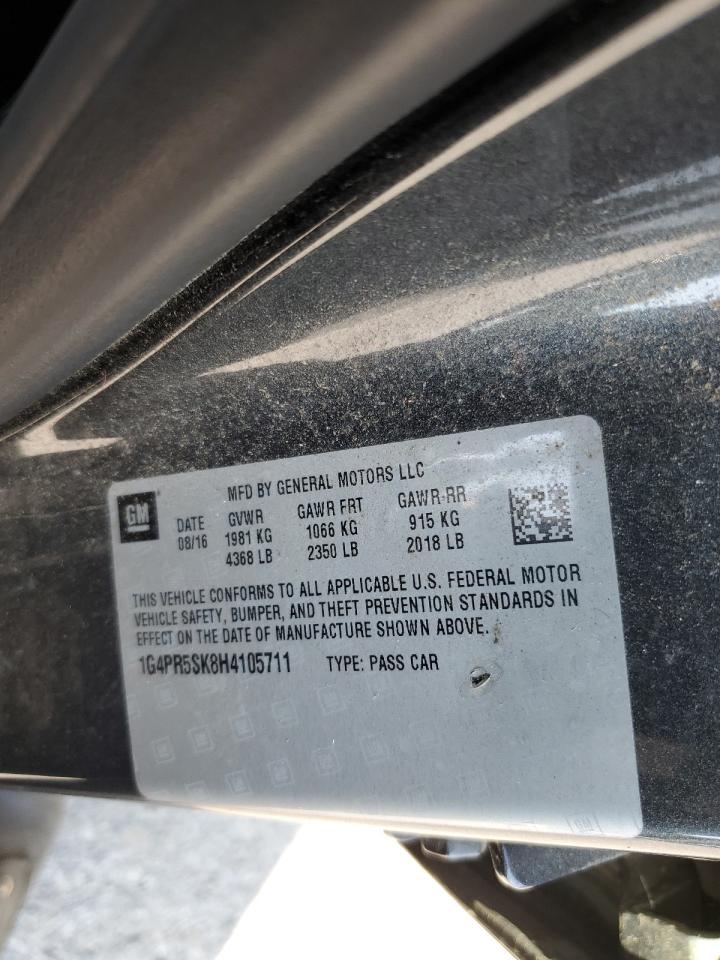 MFD BY GENERAL MOTORS LLC
GM
DATE GVWR GAWR FRT GAWR RR
08/16 1981 KG 1066 KG 915 KG
4368 LB 2350 LB 2018 LB
THIS VEHICLE CONFORMS TO ALL APPLICABLE U.S. FEDERAL MOTOR
VEHICLE SAFETY, BUMPER, AND THEFT PREVENTION STANDARDS IN
EFFECT ON THE DATE OF MANUFACTURE SHOWN ABOVE.
1G4PR5SK8H4105711 TYPE: PASS CAR